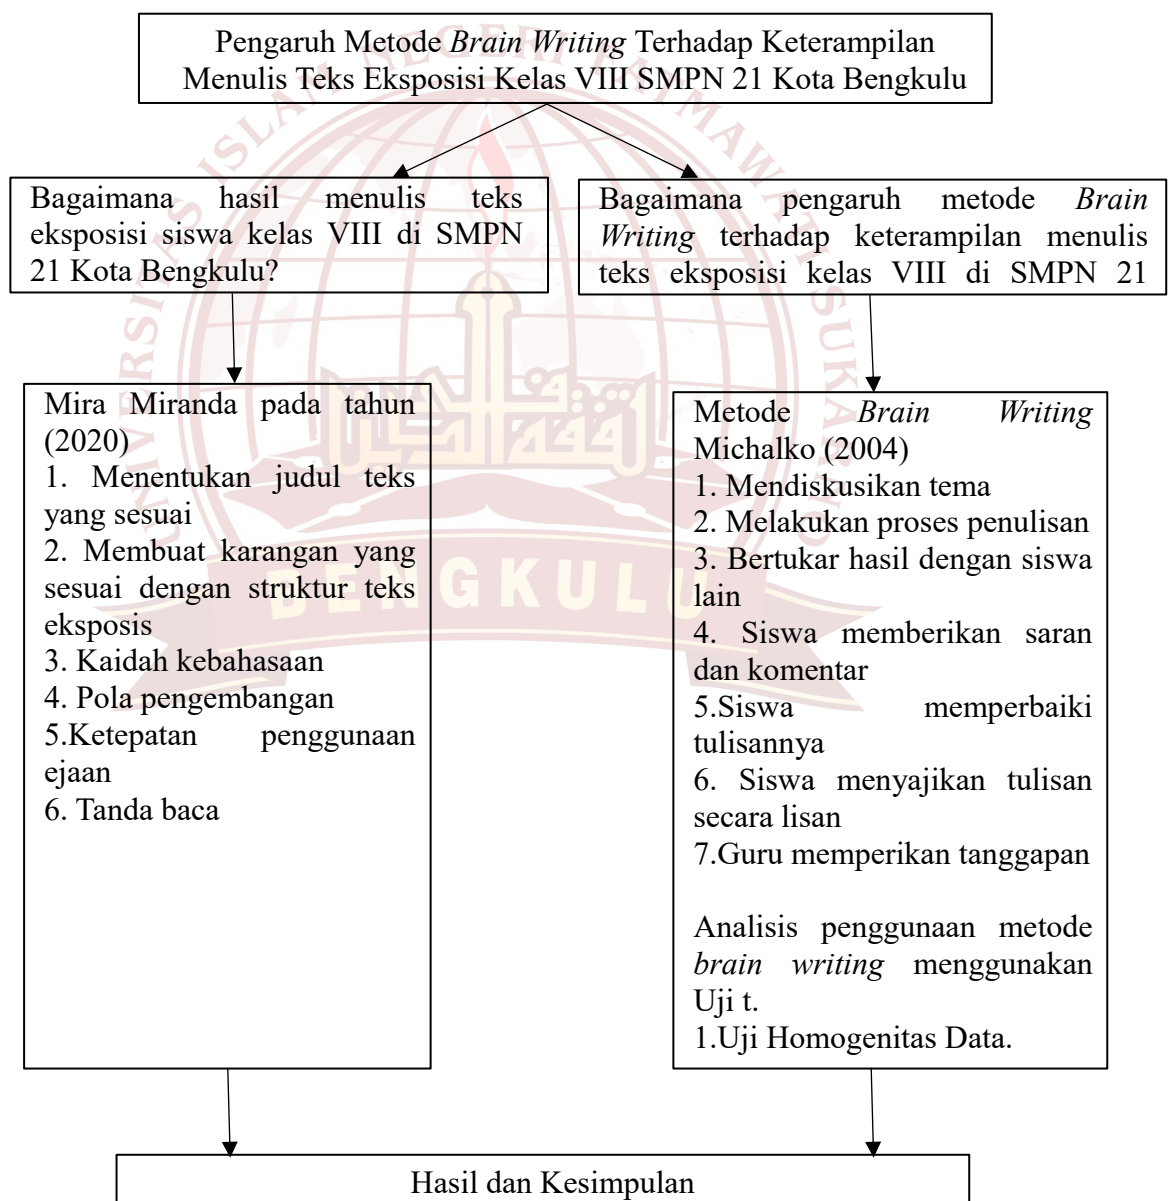 Pengaruh Metode Brain Writing Terhadap Keterampilan
Menulis Teks Eksposisi Kelas VIII SMPN 21 Kota Bengkulu
Bagaimana hasil menulis teks
eksposisi siswa kelas VIII di SMPN
21 Kota Bengkulu?
Bagaimana pengaruh metode Brain
Writing terhadap keterampilan menulis
teks eksposisi kelas VIII di SMPN 21
Mira Miranda pada tahun
(2020)
1. Menentukan judul teks
yang sesuai
2. Membuat karangan yang
sesuai dengan struktur teks
eksposis
3. Kaidah kebahasaan
4. Pola pengembangan
5.Ketepatan penggunaan
ejaan
6. Tanda baca
Metode Brain Writing
Michalko (2004)
1. Mendiskusikan tema
2. Melakukan proses penulisan
3. Bertukar hasil dengan siswa
lain
4. Siswa memberikan saran
dan komentar
5.Siswa memperbaiki
tulisannya
6. Siswa menyajikan tulisan
secara lisan
7.Guru memperikan tanggapan
Analisis penggunaan metode
brain writing menggunakan
Uji t.
1.Uji Homogenitas Data.
Hasil dan Kesimpulan
UNIVERSITAS ISLAM NEGERI FATMAWATI SUKARNO
BENGKULU